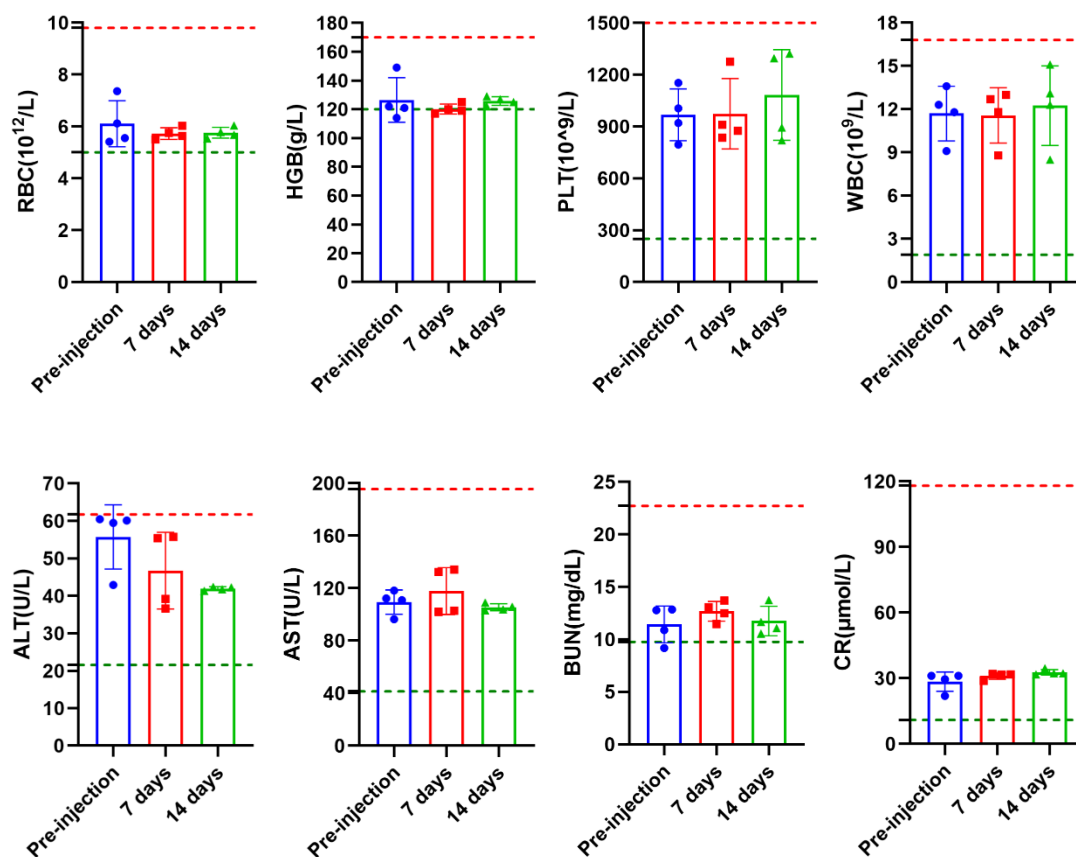 RBC(10^12/L)
10
8
6
4
2
0
Pre-injection
7 days
14 days
HGB(g/L)
180
160
140
120
100
80
60
40
20
0
Pre-injection
7 days
14 days
PLT(10^^9/L)
1500
1200
900
600
300
0
Pre-injection
7 days
14 days
WBC(10^9/L)
18
15
12
9
6
3
0
Pre-injection
7 days
14 days
ALT(U/L)
70
60
50
40
30
20
10
0
Pre-injection
7 days
14 days
AST(U/L)
200
160
120
80
40
0
Pre-injection
7 days
14 days
BUN(mg/dL)
25
20
15
10
5
0
Pre-injection
7 days
14 days
CR(μmol/L)
120
90
60
30
0
Pre-injection
7 days
14 days